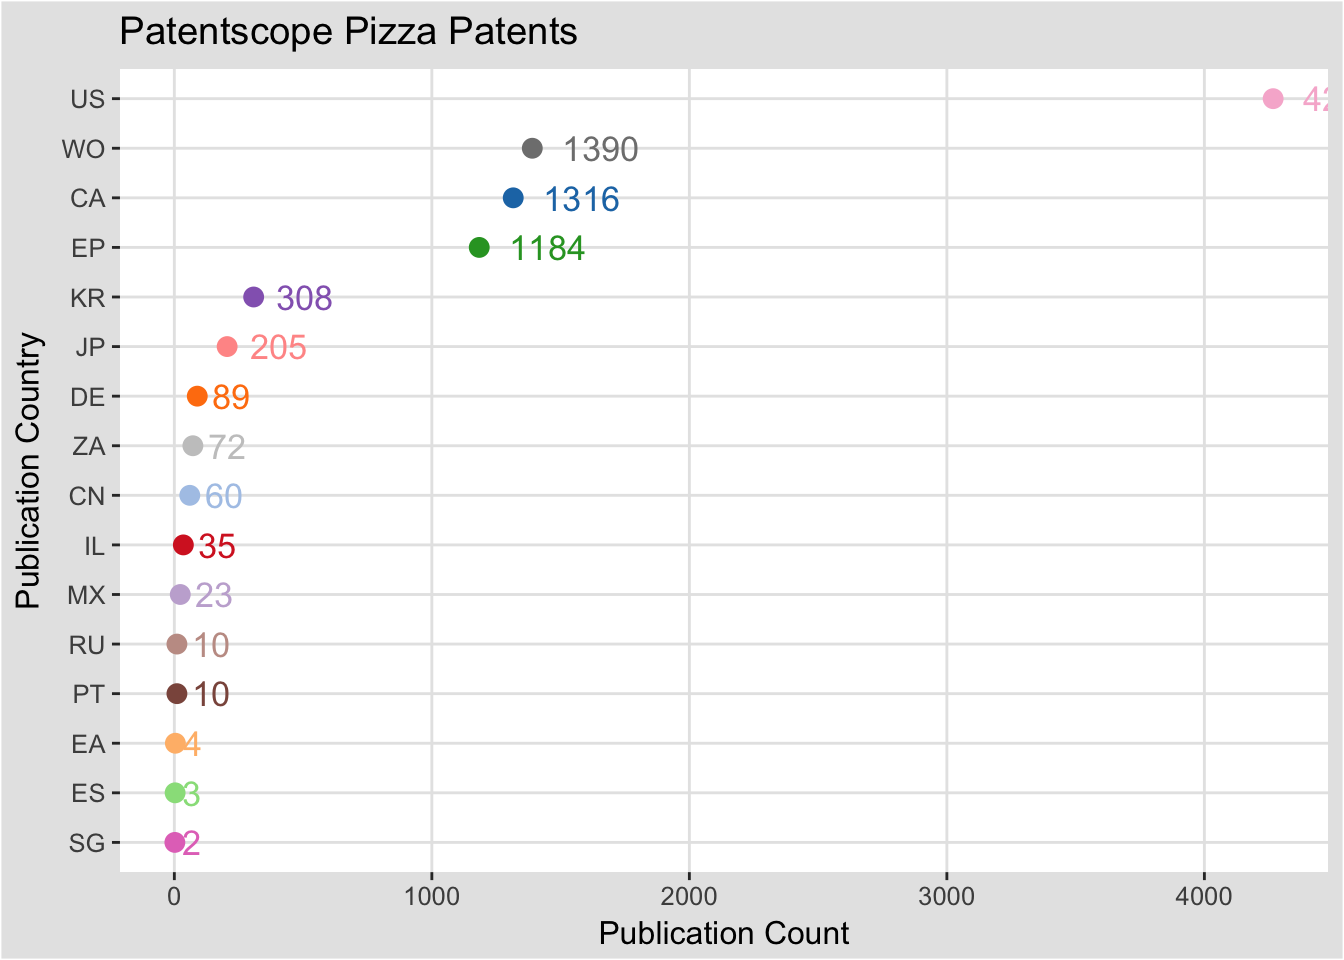 Patentscope Pizza Patents
Publication Country
US
WO 1390
CA 1316
EP 1184
KR 308
JP 205
DE 89
ZA 72
CN 60
IL 35
MX 23
RU 10
PT 10
EA 4
ES 3
SG 2
0 1000 2000 3000 4000
Publication Count